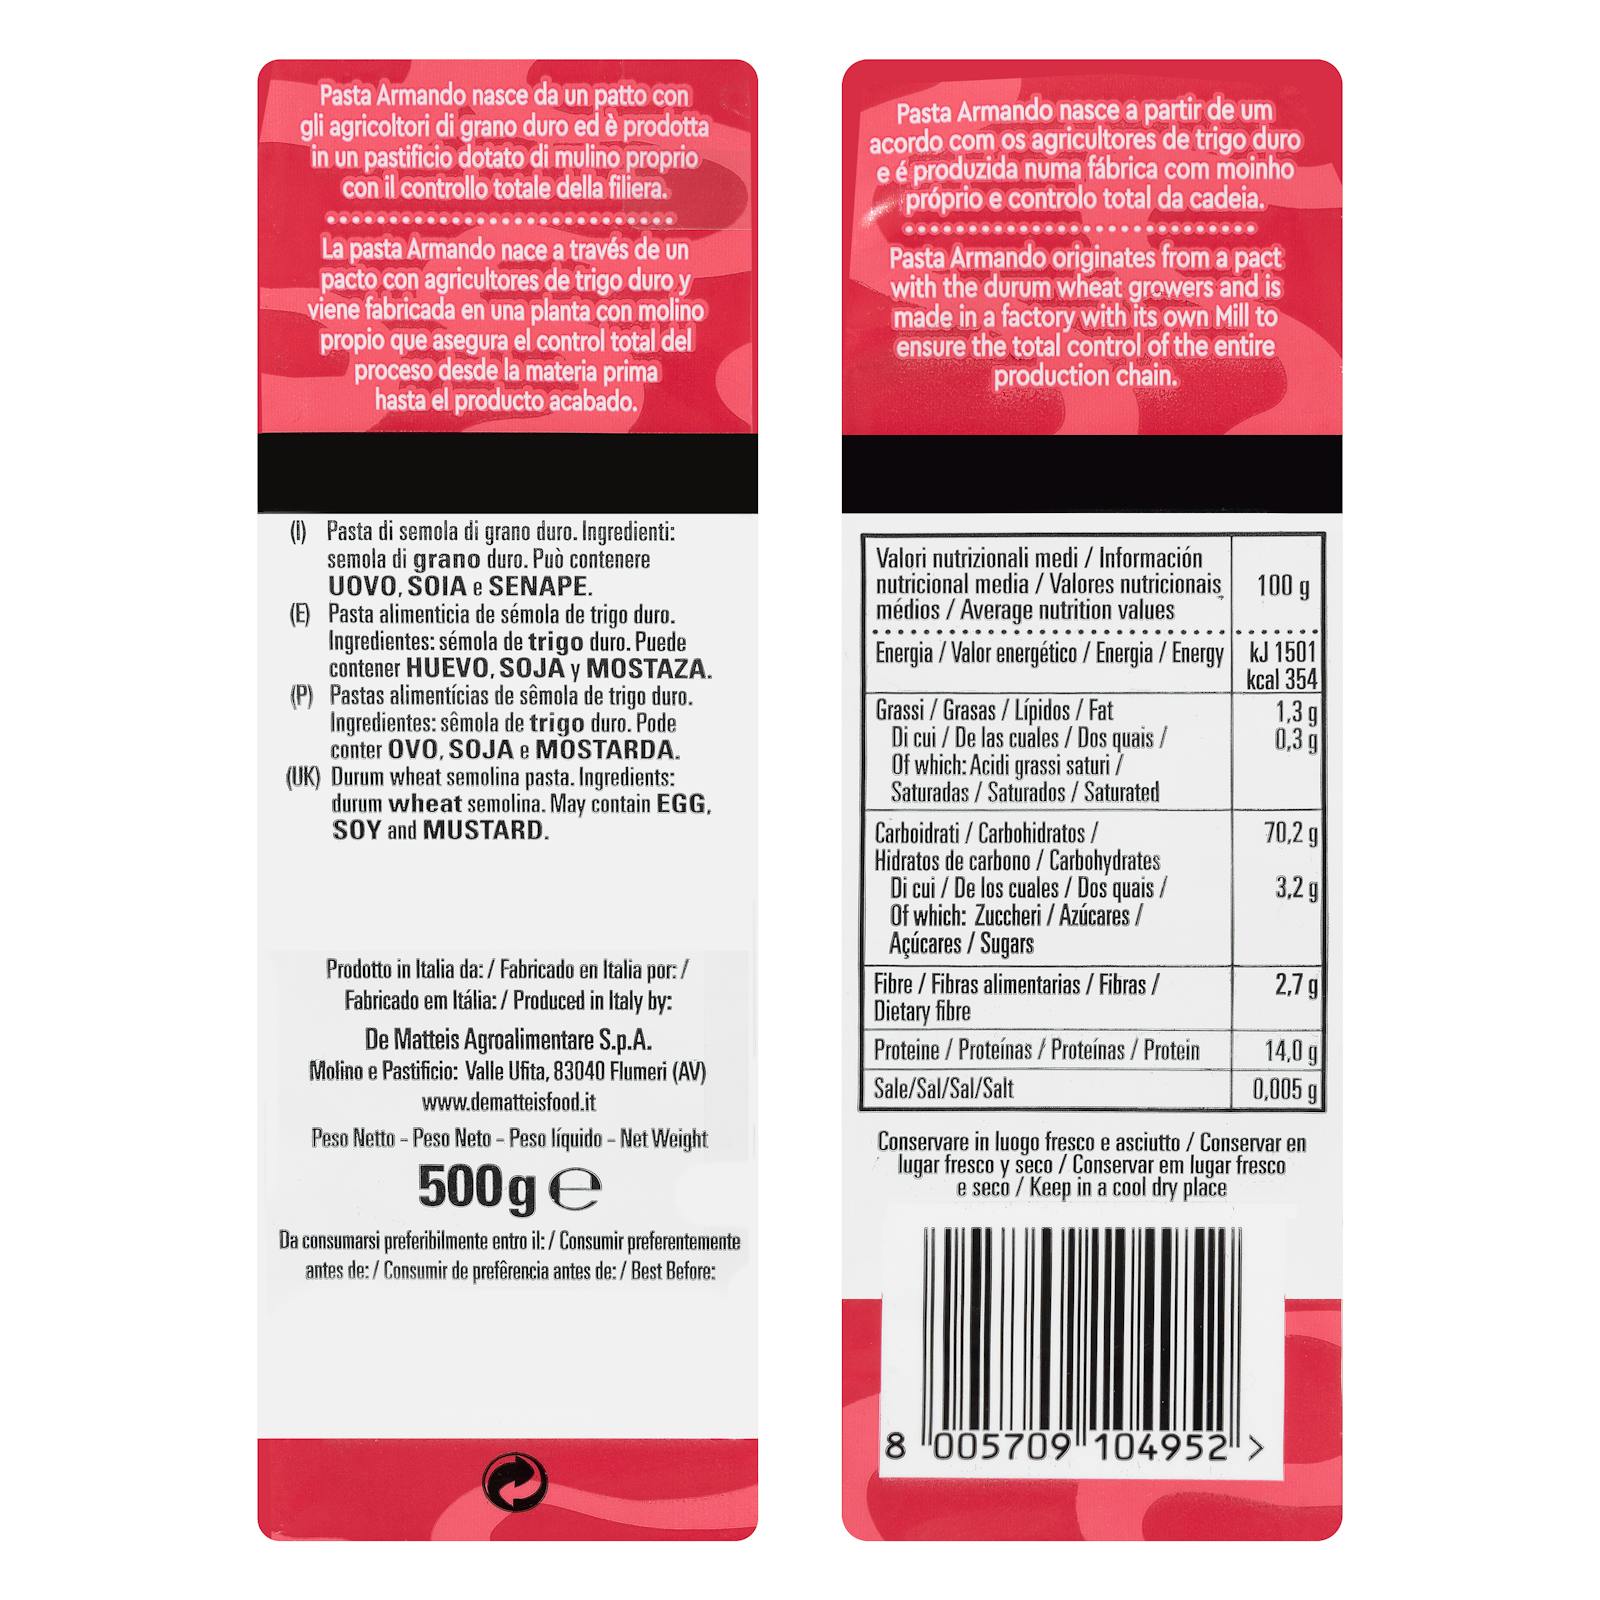 Pasta Armando nasce da un patto con
gli agricoltori di grano duro ed è prodotta
in un pastificio dotato di mulino proprio
con il controllo totale della filiera.
La pasta Armando nace a través de un
pacto con agricultores de trigo duro y
viene fabricada en una planta con molino
propio que asegura el control total del
proceso desde la materia prima
hasta el producto acabado.
(I) Pasta di semola di grano duro. Ingredienti:
semola di grano duro. Può contenere
UOVO, SOIA e SENAPE.
(E) Pasta alimenticia de sémola de trigo duro.
Ingredientes: sémola de trigo duro. Puede
contener HUEVO, SOJA y MOSTAZA.
(P) Pastas alimentícias de sêmola de trigo duro.
Ingredientes: sêmola de trigo duro. Pode
conter OVO, SOJA e MOSTARDA.
(UK) Durum wheat semolina pasta. Ingredients:
durum wheat semolina. May contain EGG,
SOY and MUSTARD.
Prodotto in Italia da: / Fabricado en Italia por: /
Fabricado em Itália: / Produced in Italy by:
De Matteis Agroalimentare S.p.A.
Molino e Pastificio: Valle Ufita, 83040 Flumeri (AV)
www.dematteisfood.it
Peso Netto - Peso Neto - Peso líquido - Net Weight
500g ℮
Da consumarsi preferibilmente entro il: / Consumir preferentemente
antes de: / Consumir de prefêrencia antes de: / Best Before:
Pasta Armando nasce a partir de um
acordo com os agricultores de trigo duro
e é produzida numa fábrica com moinho
próprio e controlo total da cadeia.
Pasta Armando originates from a pact
with the durum wheat growers and is
made in a factory with its own Mill to
ensure the total control of the entire
production chain.
Valori nutrizionali medi / Información
nutricional media / Valores nutricionais 100 g
médios / Average nutrition values
Energia / Valor energético / Energia / Energy kJ 1501
kcal 354
Grassi / Grasas / Lípidos / Fat 1,3 g
Di cui / De las cuales / Dos quais / 0,3 g
Of which: Acidi grassi saturi /
Saturadas / Saturados / Saturated
Carboidrati / Carbohidratos / 70,2 g
Hidratos de carbono / Carbohydrates
Di cui / De los cuales / Dos quais / 3,2 g
Of which: Zuccheri / Azúcares /
Açúcares / Sugars
Fibre / Fibras alimentarias / Fibras / 2,7 g
Dietary fibre
Proteine / Proteínas / Proteínas / Protein 14,0 g
Sale/Sal/Sal/Salt 0,005 g
Conservare in luogo fresco e asciutto / Conservar en
lugar fresco y seco / Conservar em lugar fresco
e seco / Keep in a cool dry place
8 005709 104952 >